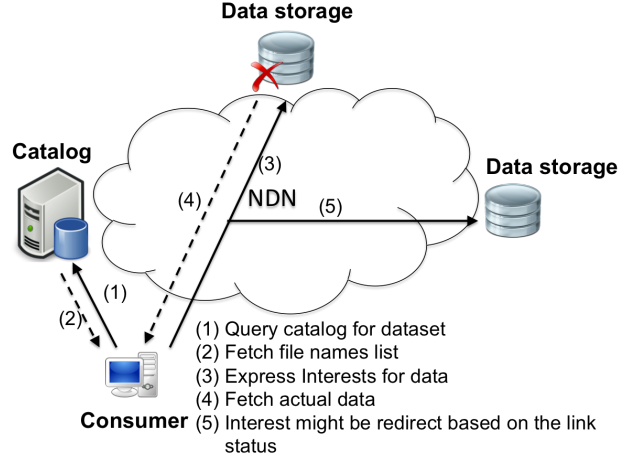 Data storage
Catalog
Data storage
(3)
(4)
NDN
(5)
(1)
(2)
(1) Query catalog for dataset
(2) Fetch file names list
(3) Express Interests for data
(4) Fetch actual data
Consumer
(5) Interest might be redirect based on the link
status